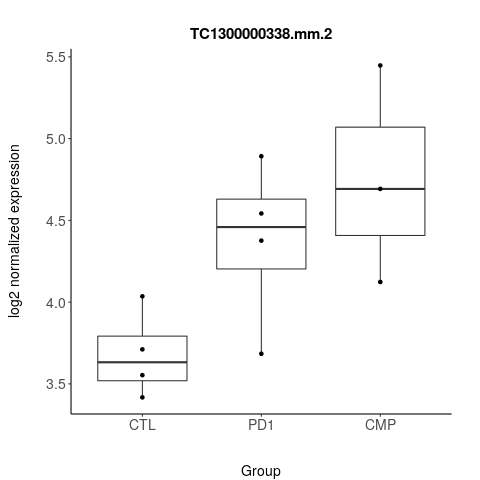 TC1300000338.mm.2
log2 normalized expression
5.5
5.0
4.5
4.0
3.5
CTL PD1 CMP
Group